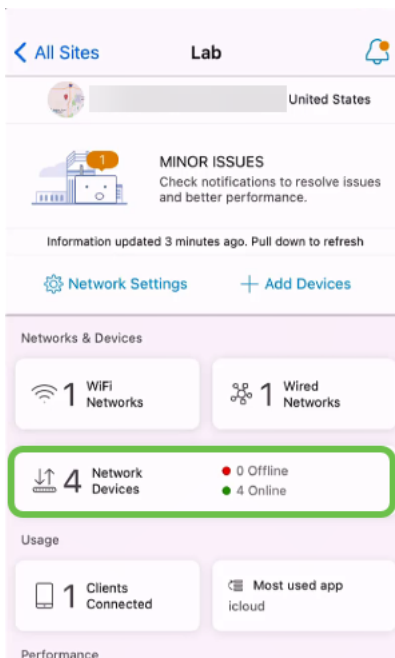 All Sites
Lab
United States
1
MINOR ISSUES
Check notifications to resolve issues
and better performance.
Information updated 3 minutes ago. Pull down to refresh
Network Settings
Add Devices
Networks & Devices
1 WiFi
Networks
1 Wired
Networks
4 Network
Devices
0 Offline
4 Online
Usage
1 Clients
Connected
Most used app
icloud
Performance